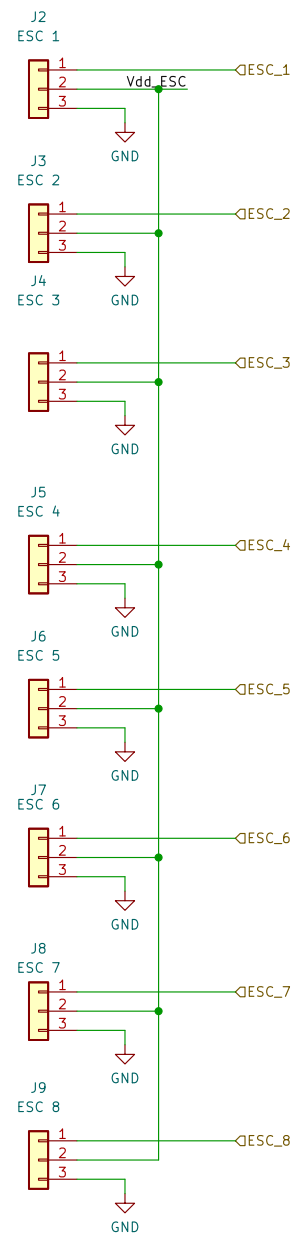 J2
ESC 1
1 ESC_1
2 Vdd_ESC
3
GND
J3
ESC 2
1 ESC_2
2
3
GND
J4
ESC 3
1 ESC_3
2
3
GND
J5
ESC 4
1 ESC_4
2
3
GND
J6
ESC 5
1 ESC_5
2
3
GND
J7
ESC 6
1 ESC_6
2
3
GND
J8
ESC 7
1 ESC_7
2
3
GND
J9
ESC 8
1 ESC_8
2
3
GND